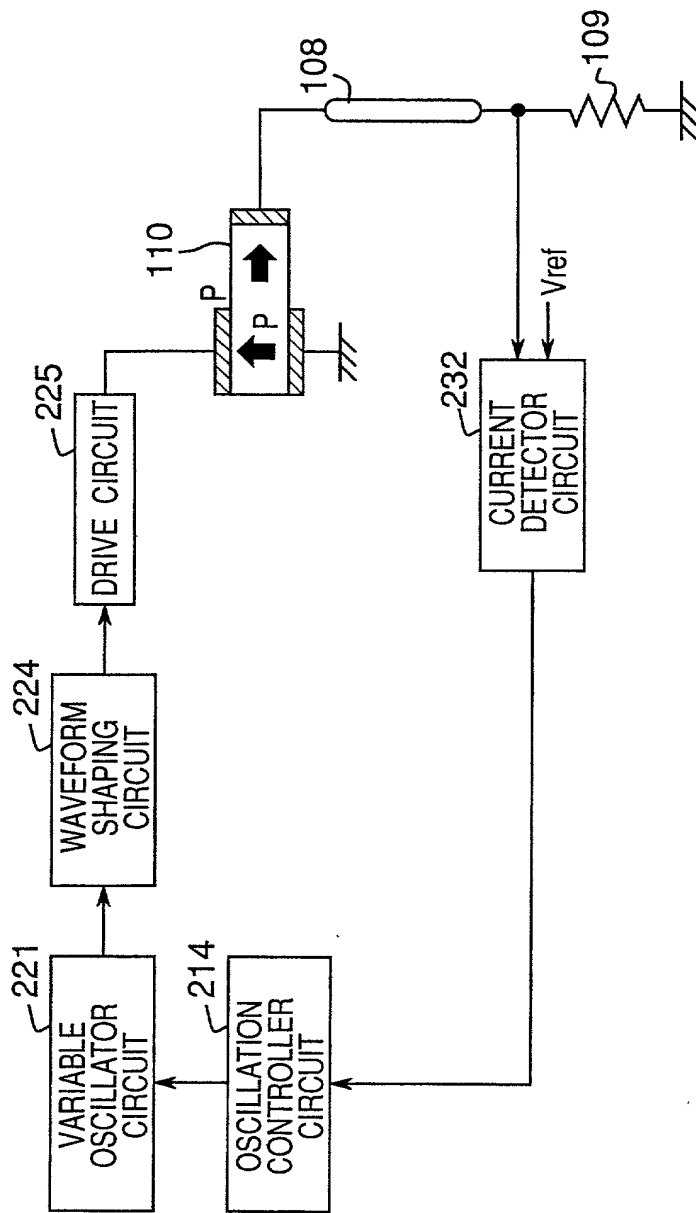 221
VARIABLE
OSCILLATOR
CIRCUIT
224
WAVEFORM
SHAPING
CIRCUIT
225
DRIVE CIRCUIT
P
110
P
108
109
214
OSCILLATION
CONTROLLER
CIRCUIT
232
CURRENT
DETECTOR
CIRCUIT
Vref